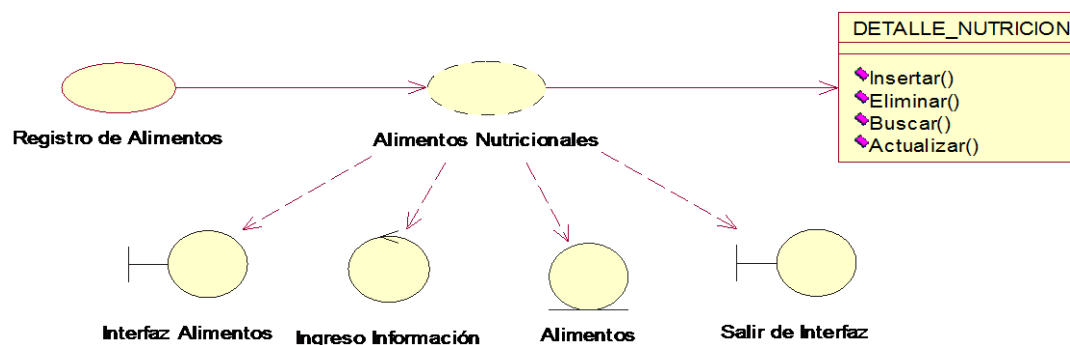 DETALLE_NUTRICION
Insertar()
Eliminar()
Buscar()
Actualizar()
Registro de Alimentos
Alimentos Nutricionales
Interfaz Alimentos
Ingreso Información
Alimentos
Salir de Interfaz